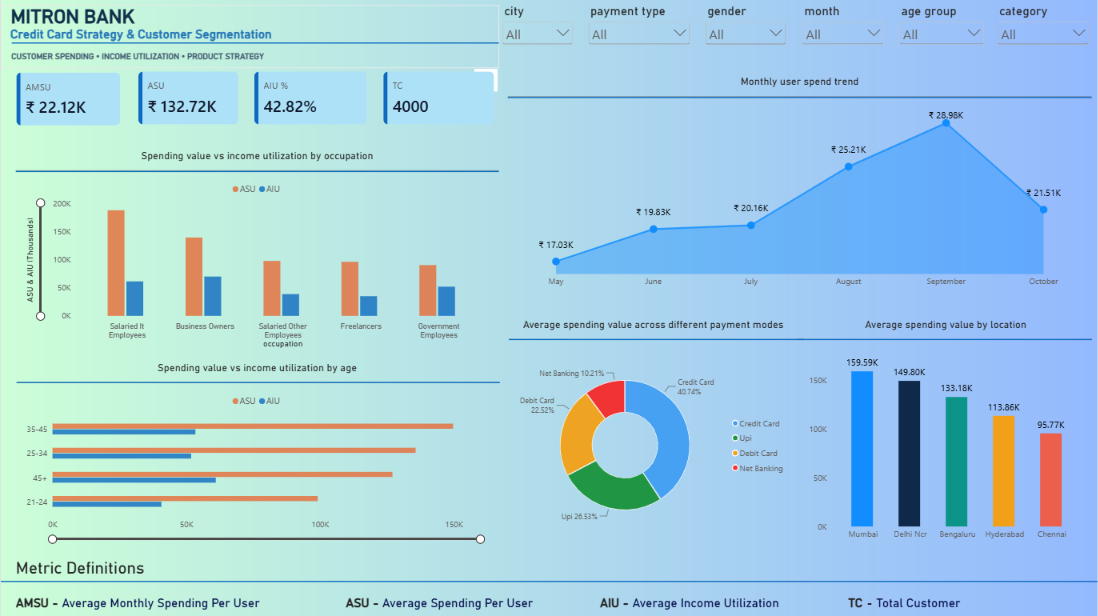 MITRON BANK
Credit Card Strategy & Customer Segmentation
CUSTOMER SPENDING • INCOME UTILIZATION • PRODUCT STRATEGY
city
All
payment type
All
gender
All
month
All
age group
All
category
All
AMSU
₹ 22.12K
ASU
₹ 132.72K
AIU %
42.82%
TC
4000
Spending value vs income utilization by occupation
ASU AIU
ASU & AIU (Thousands)
200K
150K
100K
50K
0K
Salaried It
Employees
Business Owners
Salaried Other
Employees
Freelancers
Government
Employees
occupation
Spending value vs income utilization by age
ASU AIU
35-45
25-34
45+
21-24
0K 50K 100K 150K
Monthly user spend trend
₹ 17.03K
₹ 19.83K
₹ 20.16K
₹ 25.21K
₹ 28.98K
₹ 21.51K
May June July August September October
Average spending value across different payment modes
Net Banking 10.21%
Credit Card
40.74%
Debit Card
22.52%
Upi 26.53%
Credit Card
Upi
Debit Card
Net Banking
Average spending value by location
150K
100K
50K
0K
159.59K
149.80K
133.18K
113.86K
95.77K
Mumbai Delhi Ncr Bengaluru Hyderabad Chennai
Metric Definitions
AMSU - Average Monthly Spending Per User
ASU - Average Spending Per User
AIU - Average Income Utilization
TC - Total Customer